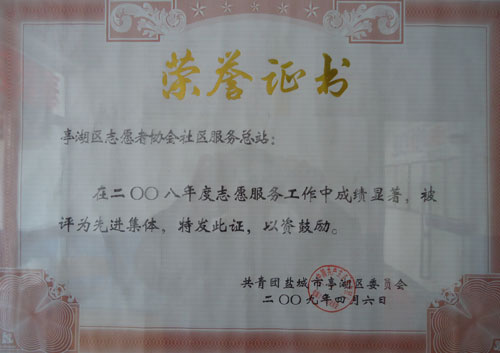 荣誉证书
亭湖区志愿者协会社区服务总站：
在二〇〇八年度志愿服务工作中成绩显著，被
评为先进集体，特发此证，以资鼓励。
共青团盐城市亭湖区委员会
二〇〇九年四月六日